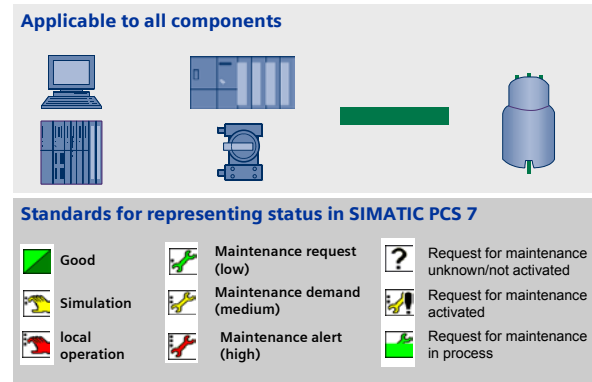 Applicable to all components
Standards for representing status in SIMATIC PCS 7
Good
Simulation
local
operation
Maintenance request
(low)
Maintenance demand
(medium)
Maintenance alert
(high)
?
Request for maintenance
unknown/not activated
Request for maintenance
activated
Request for maintenance
in process